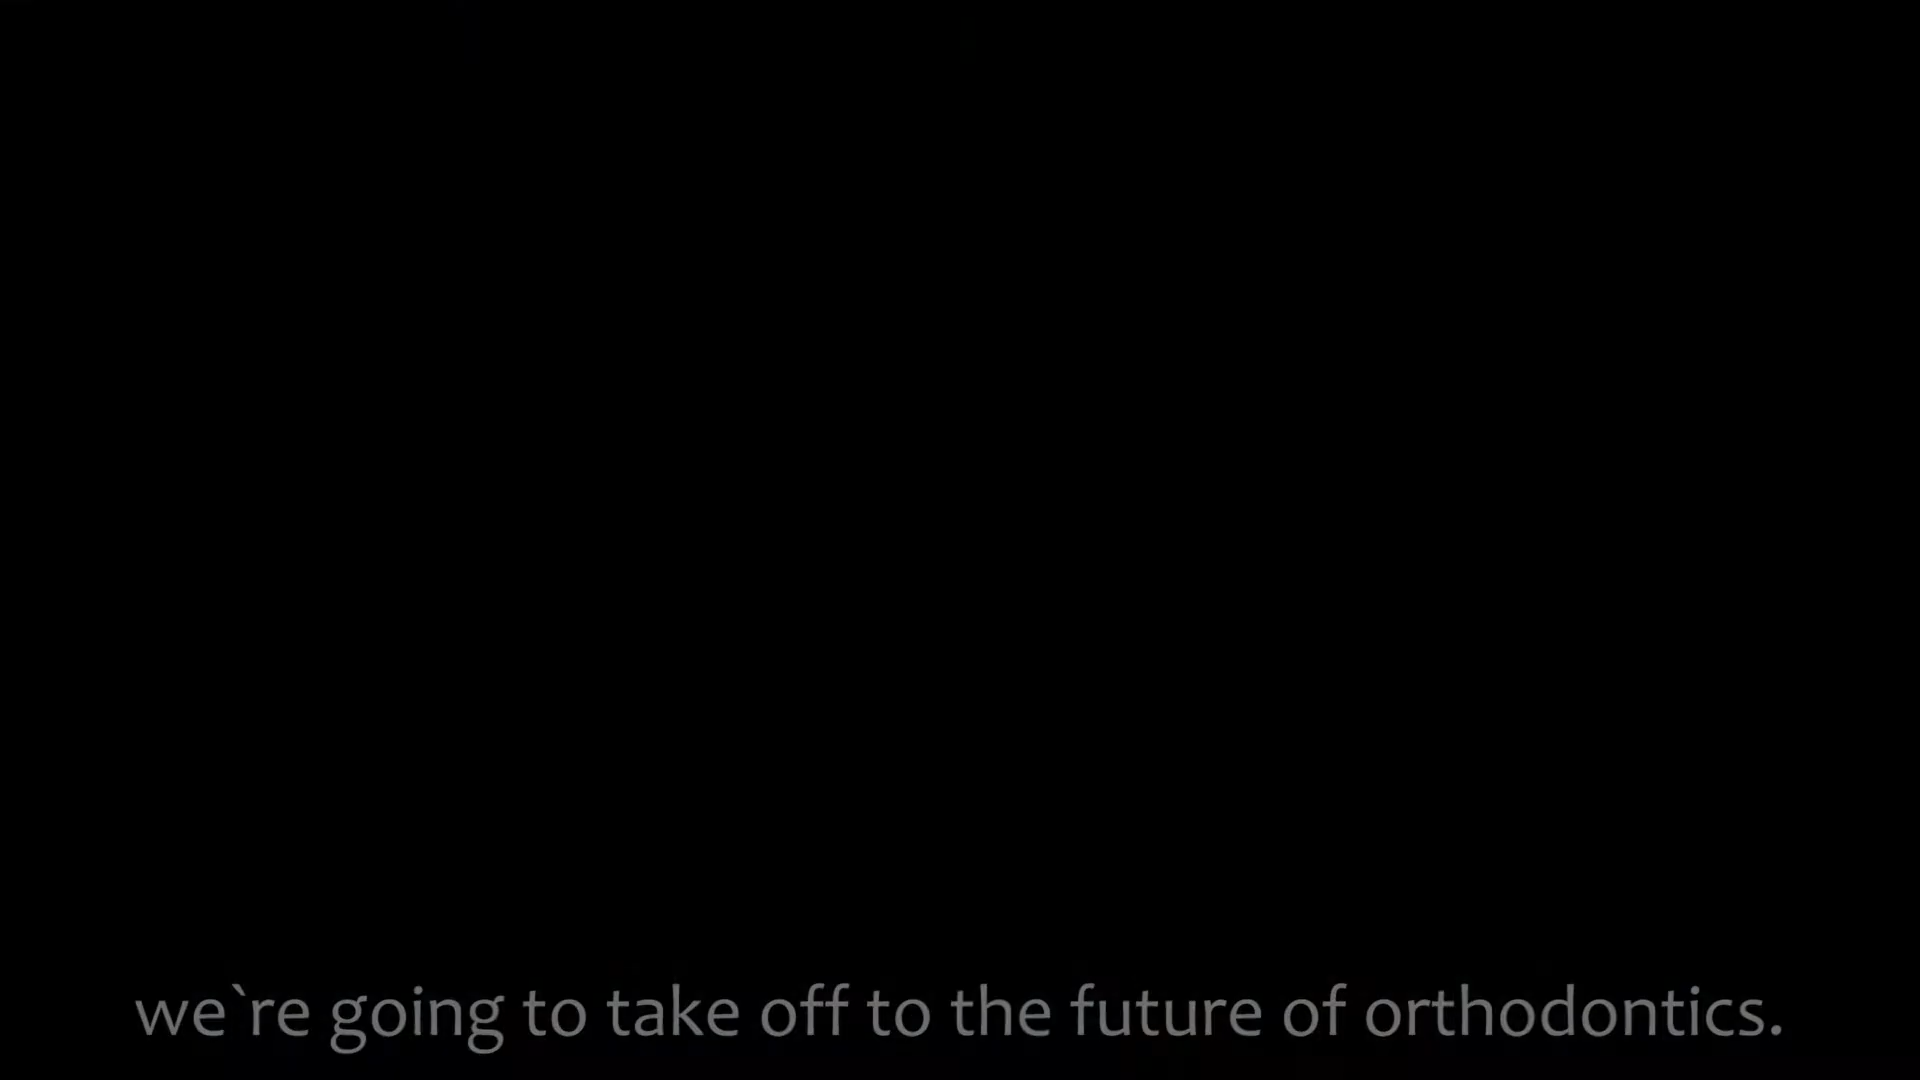 we`re going to take off to the future of orthodontics.